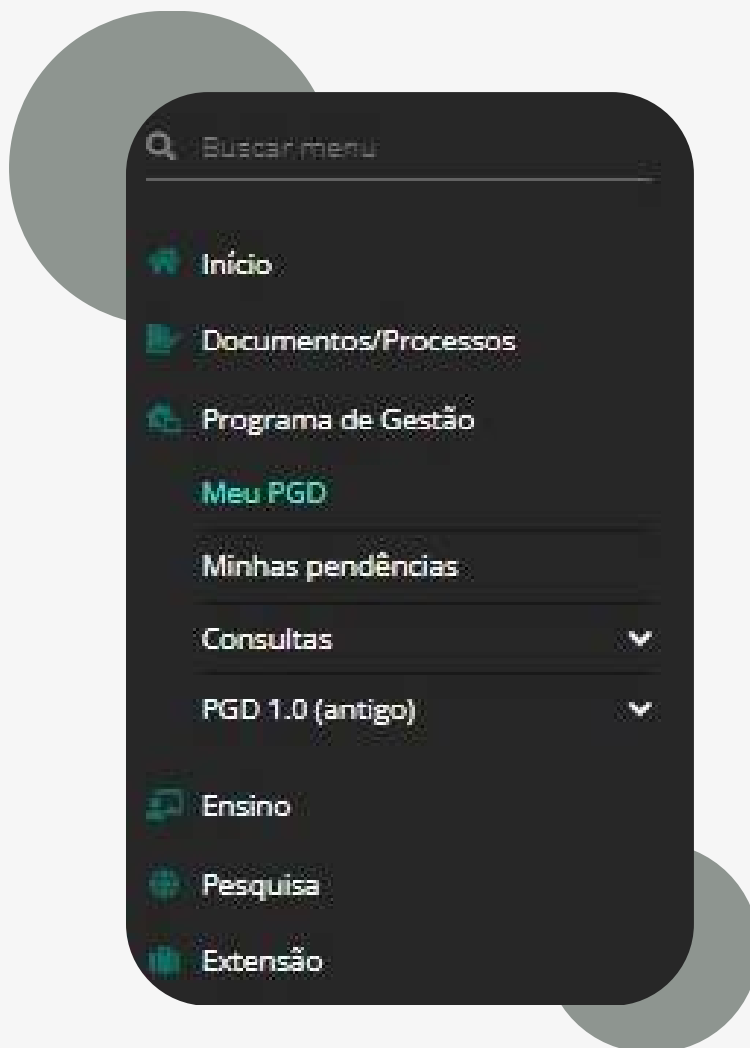 Buscar menu
Início
Documentos/Processos
Programa de Gestão
Meu PGD
Minhas pendências
Consultas
PGD 1.0 (antigo)
Ensino
Pesquisa
Extensão